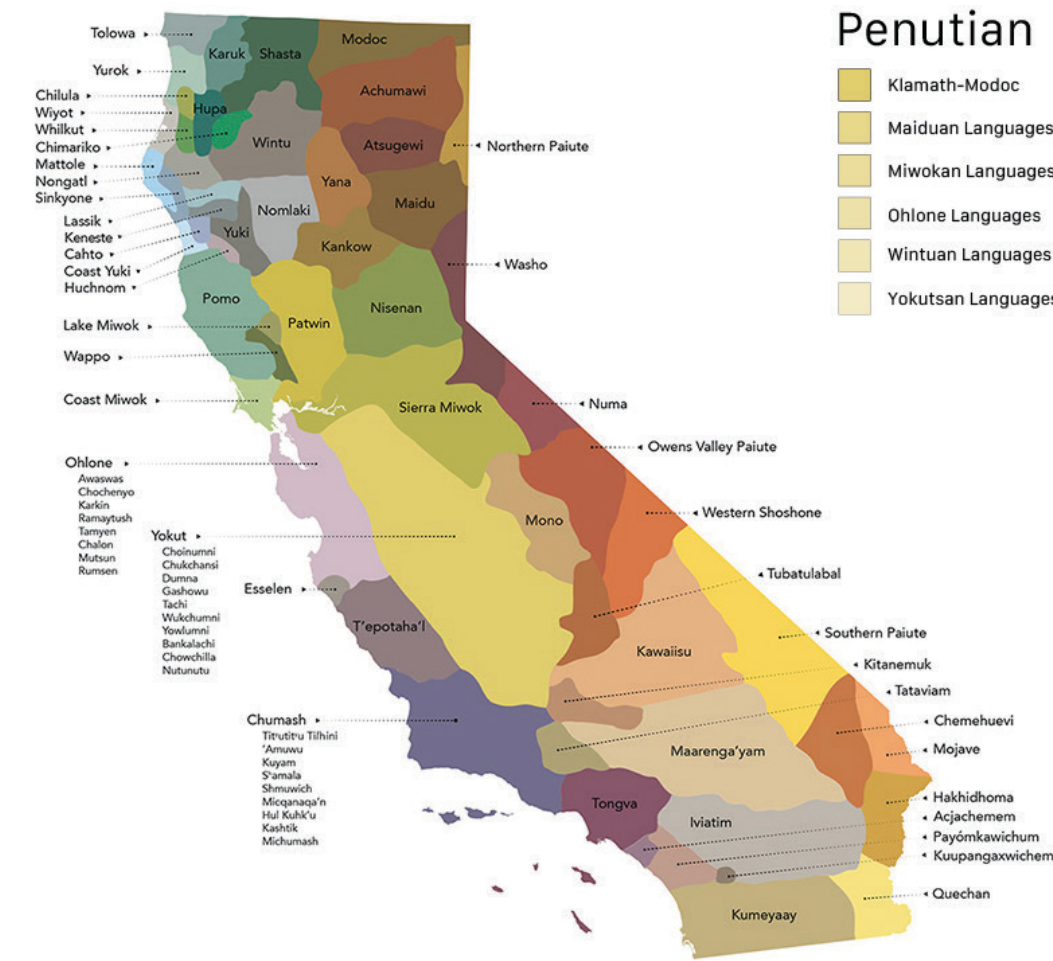 Penutian
Klamath-Modoc
Maiduan Languages
Miwokan Languages
Ohlone Languages
Wintuan Languages
Yokutsan Languages
Tolowa
Yurok
Chilula
Wiyot
Whilkut
Chimariko
Mattole
Nongatl
Sinkyone
Lassik
Keneste
Cahto
Coast Yuki
Huchnom
Lake Miwok
Wappo
Coast Miwok
Ohlone
Awaswas
Chochenyo
Karkin
Ramaytush
Tamyen
Chalon
Mutsun
Rumsen
Yokut
Choinumni
Chukchansi
Dumna
Gashowu
Tachi
Wukchumni
Yowlumni
Bankalachi
Chowchilla
Nutunutu
Esselen
Chumash
Titᶦutitᶦu Tilhini
‘Amuwu
Kuyam
Sʰamala
Shmuwich
Micqanaqa’n
Hul Kuhk’u
Kashtik
Michumash
Karuk
Shasta
Modoc
Hupa
Achumawi
Wintu
Atsugewi
Yana
Maidu
Nomlaki
Yuki
Kankow
Pomo
Patwin
Nisenan
Sierra Miwok
Mono
T’epotaha’l
Kawaiisu
Maarenga’yam
Tongva
Iviatim
Kumeyaay
Northern Paiute
Washo
Numa
Owens Valley Paiute
Western Shoshone
Tubatulabal
Southern Paiute
Kitanemuk
Tataviam
Chemehuevi
Mojave
Hakhidhoma
Acjachemem
Payómkawichum
Kuupangaxwichem
Quechan